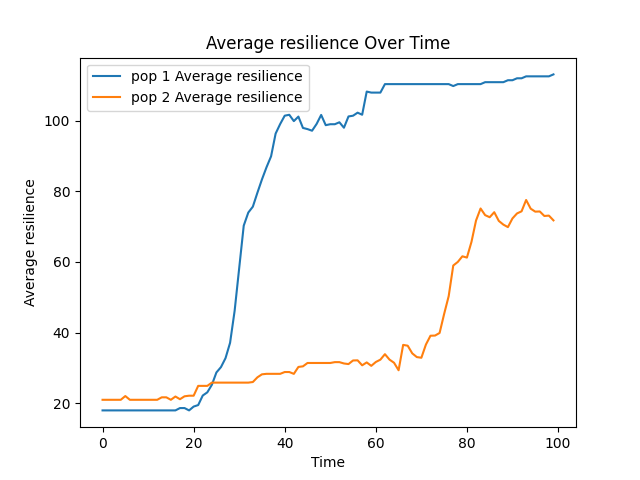 Average resilience Over Time
pop 1 Average resilience
pop 2 Average resilience
Average resilience
100
80
60
40
20
0 20 40 60 80 100
Time